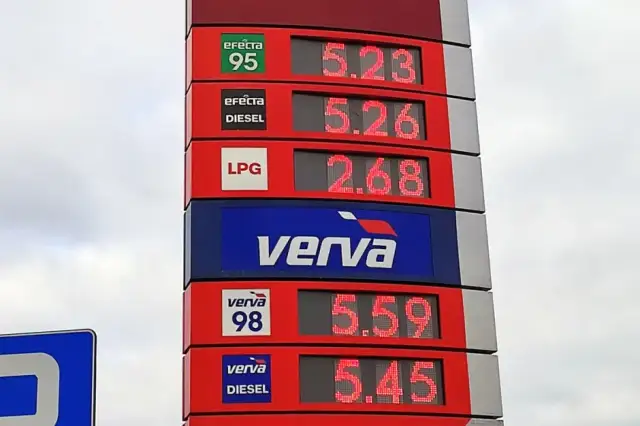 EFECTA
95 5.23
EFECTA
DIESEL 5.26
LPG 2.68
verva
verva
98 5.59
verva
DIESEL 5.45